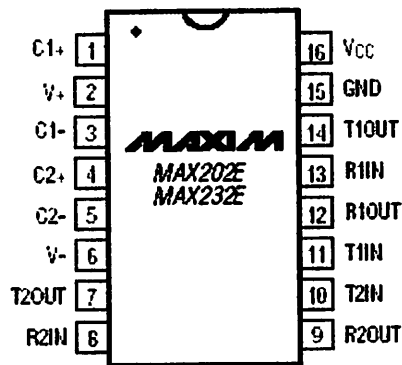 C1+ 1 16 VCC
V+ 2 15 GND
C1- 3 14 T1OUT
MAXIM
C2+ 4 MAX202E 13 R1IN
MAX232E
C2- 5 12 R1OUT
V- 6 11 T1IN
T2OUT 7 10 T2IN
R2IN 8 9 R2OUT